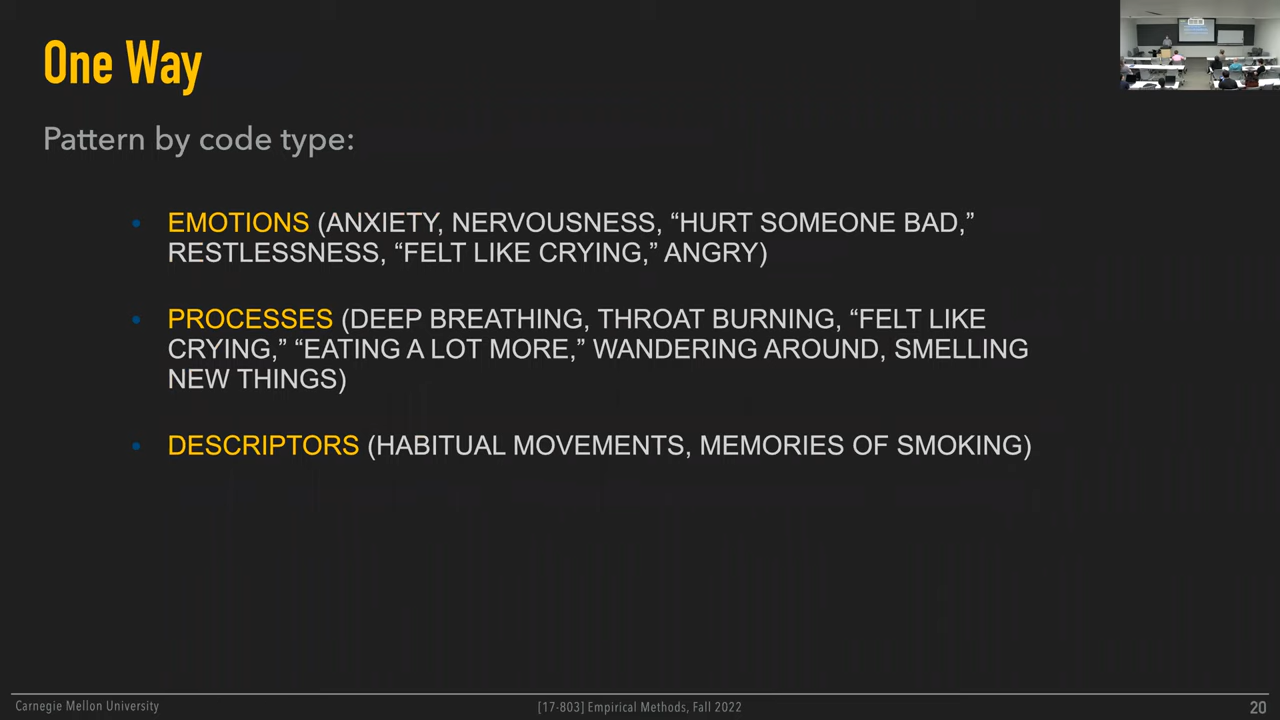 One Way
Pattern by code type:
• EMOTIONS (ANXIETY, NERVOUSNESS, “HURT SOMEONE BAD,”
RESTLESSNESS, “FELT LIKE CRYING,” ANGRY)
• PROCESSES (DEEP BREATHING, THROAT BURNING, “FELT LIKE
CRYING,” “EATING A LOT MORE,” WANDERING AROUND, SMELLING
NEW THINGS)
• DESCRIPTORS (HABITUAL MOVEMENTS, MEMORIES OF SMOKING)
Carnegie Mellon University
[17-803] Empirical Methods, Fall 2022
20